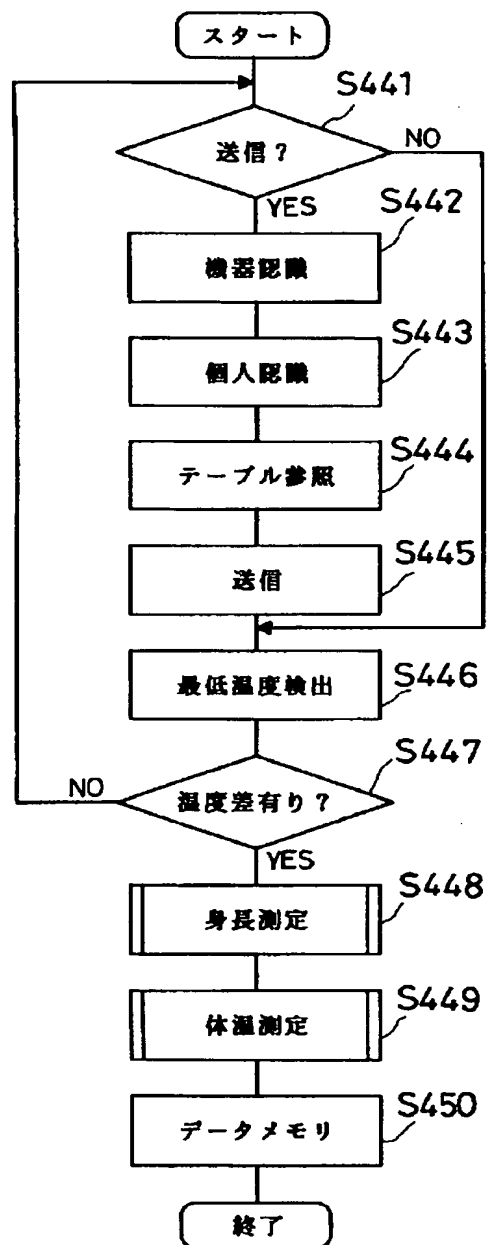 スタート
S441
送信?
NO
YES
S442
機器認識
S443
個人認識
S444
テーブル参照
S445
送信
S446
最低温度検出
S447
温度差有り?
NO
YES
S448
身長測定
S449
体温測定
S450
データメモリ
終了